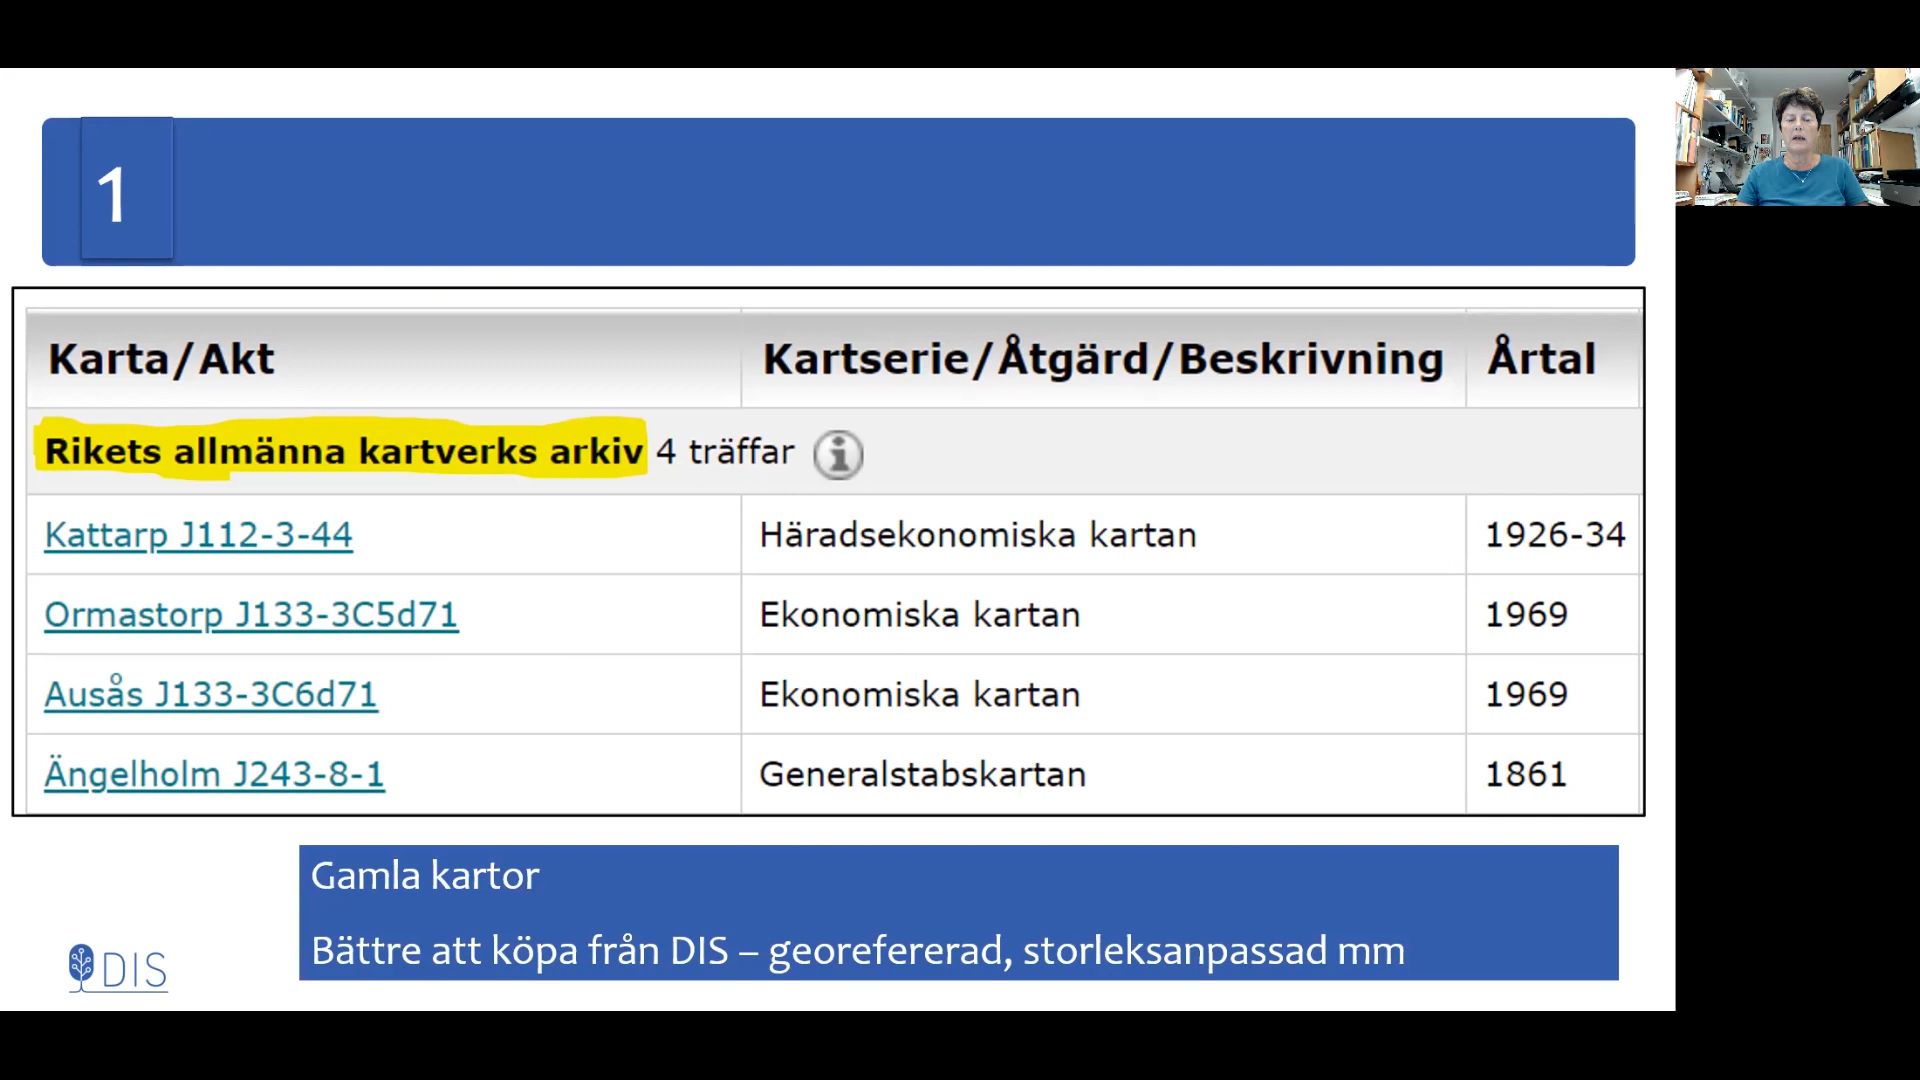 1
Karta/Akt Kartserie/Åtgärd/Beskrivning Årtal
Rikets allmänna kartverks arkiv 4 träffar
Kattarp J112-3-44 Häradsekonomiska kartan 1926-34
Ormastorp J133-3C5d71 Ekonomiska kartan 1969
Ausås J133-3C6d71 Ekonomiska kartan 1969
Ängelholm J243-8-1 Generalstabskartan 1861
Gamla kartor
Bättre att köpa från DIS – georefererad, storleksanpassad mm
DIS